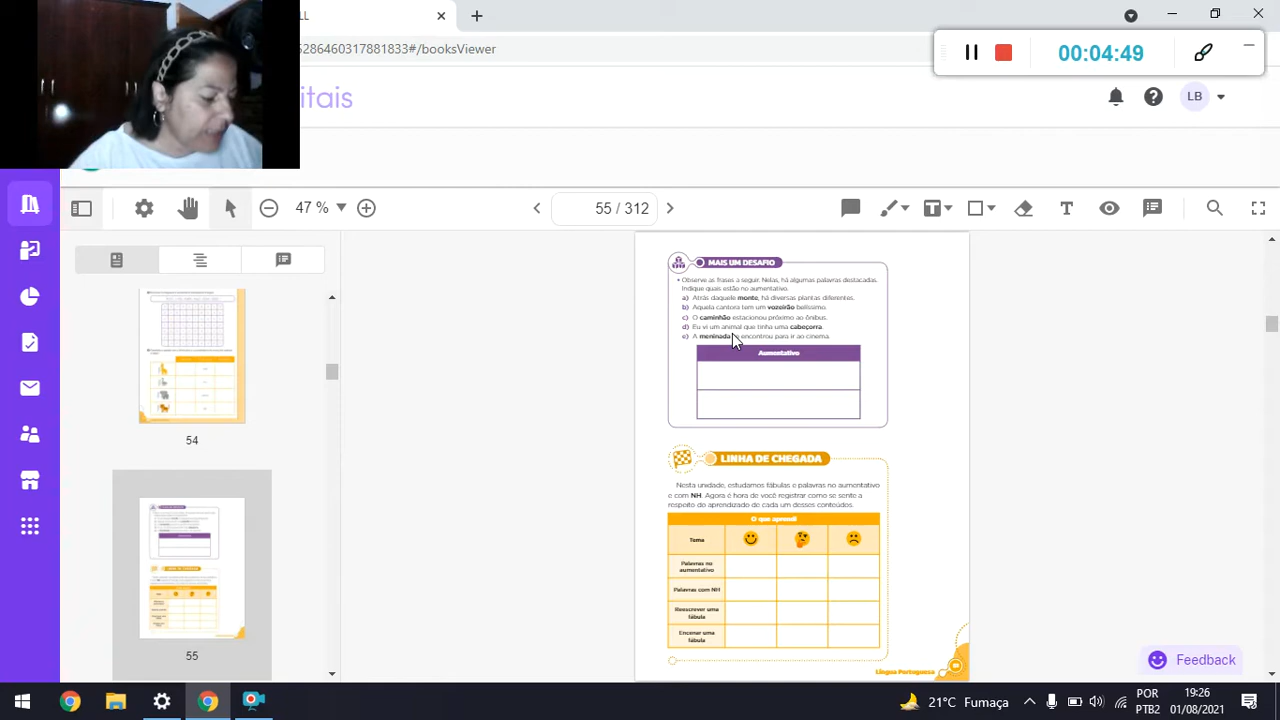 LL
5286460317881833#/booksViewer
00:04:49
itais
LB
47 %
55 / 312
54
55
MAIS UM DESAFIO
• Observe as frases a seguir. Nelas, há algumas palavras destacadas.
Indique quais estão no aumentativo.
a) Atrás daquele monte, há diversas plantas diferentes.
b) Aquela cantora tem um vozeirão belíssimo.
c) O caminhão estacionou próximo ao ônibus.
d) Eu vi um animal que tinha uma cabeçorra.
e) A meninada encontrou para ir ao cinema.
Aumentativo
LINHA DE CHEGADA
Nesta unidade, estudamos fábulas e palavras no aumentativo
e com NH. Agora é hora de você registrar como se sente a
respeito do aprendizado de cada um desses conteúdos.
O que aprendi
Tema
Palavras no
aumentativo
Palavras com NH
Reescrever uma
fábula
Encenar uma
fábula
Língua Portuguesa
Feedback
21°C Fumaça
POR
PTB2
19:26
01/08/2021